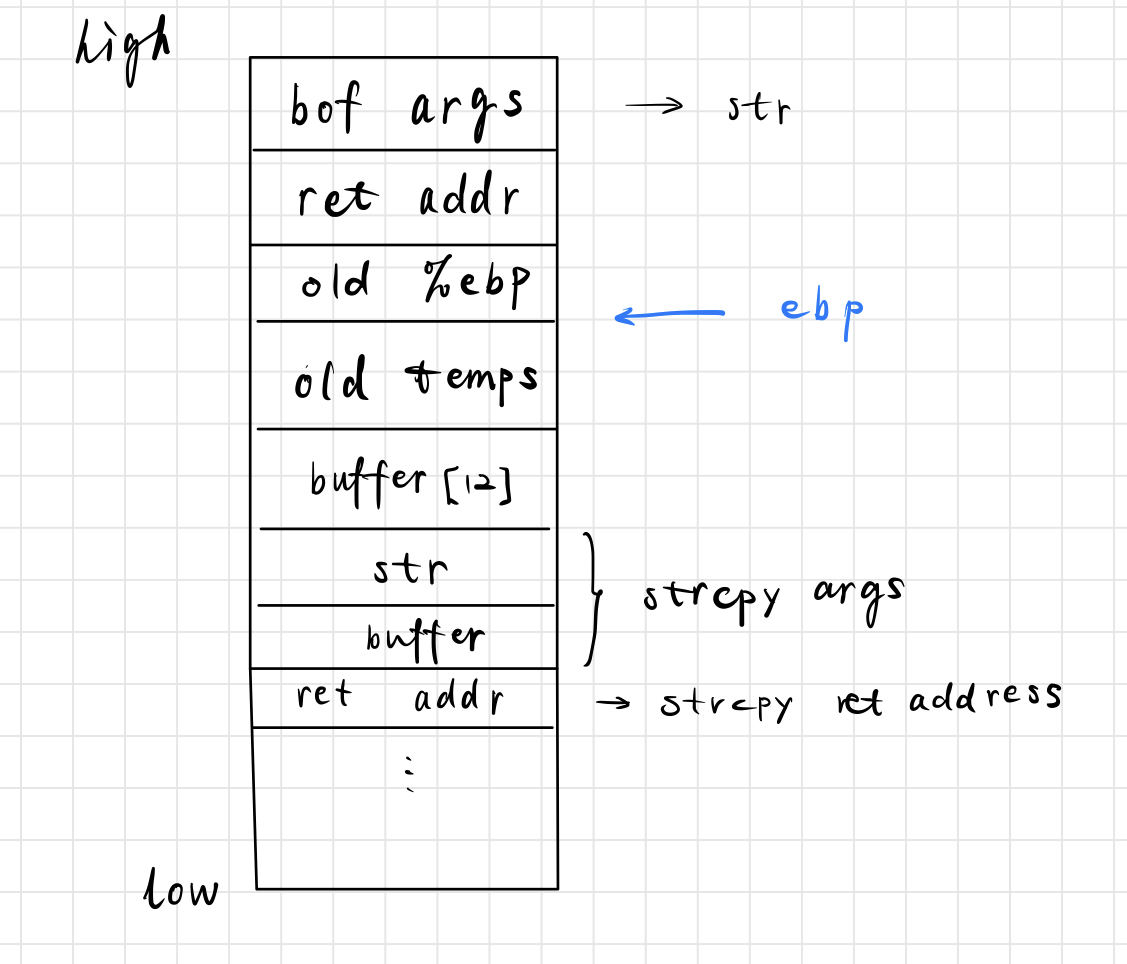 high
bof args → str
ret addr
old %ebp
← ebp
old temps
buffer [12]
str
strcpy args
buffer
ret addr → strcpy ret address
⋮
low